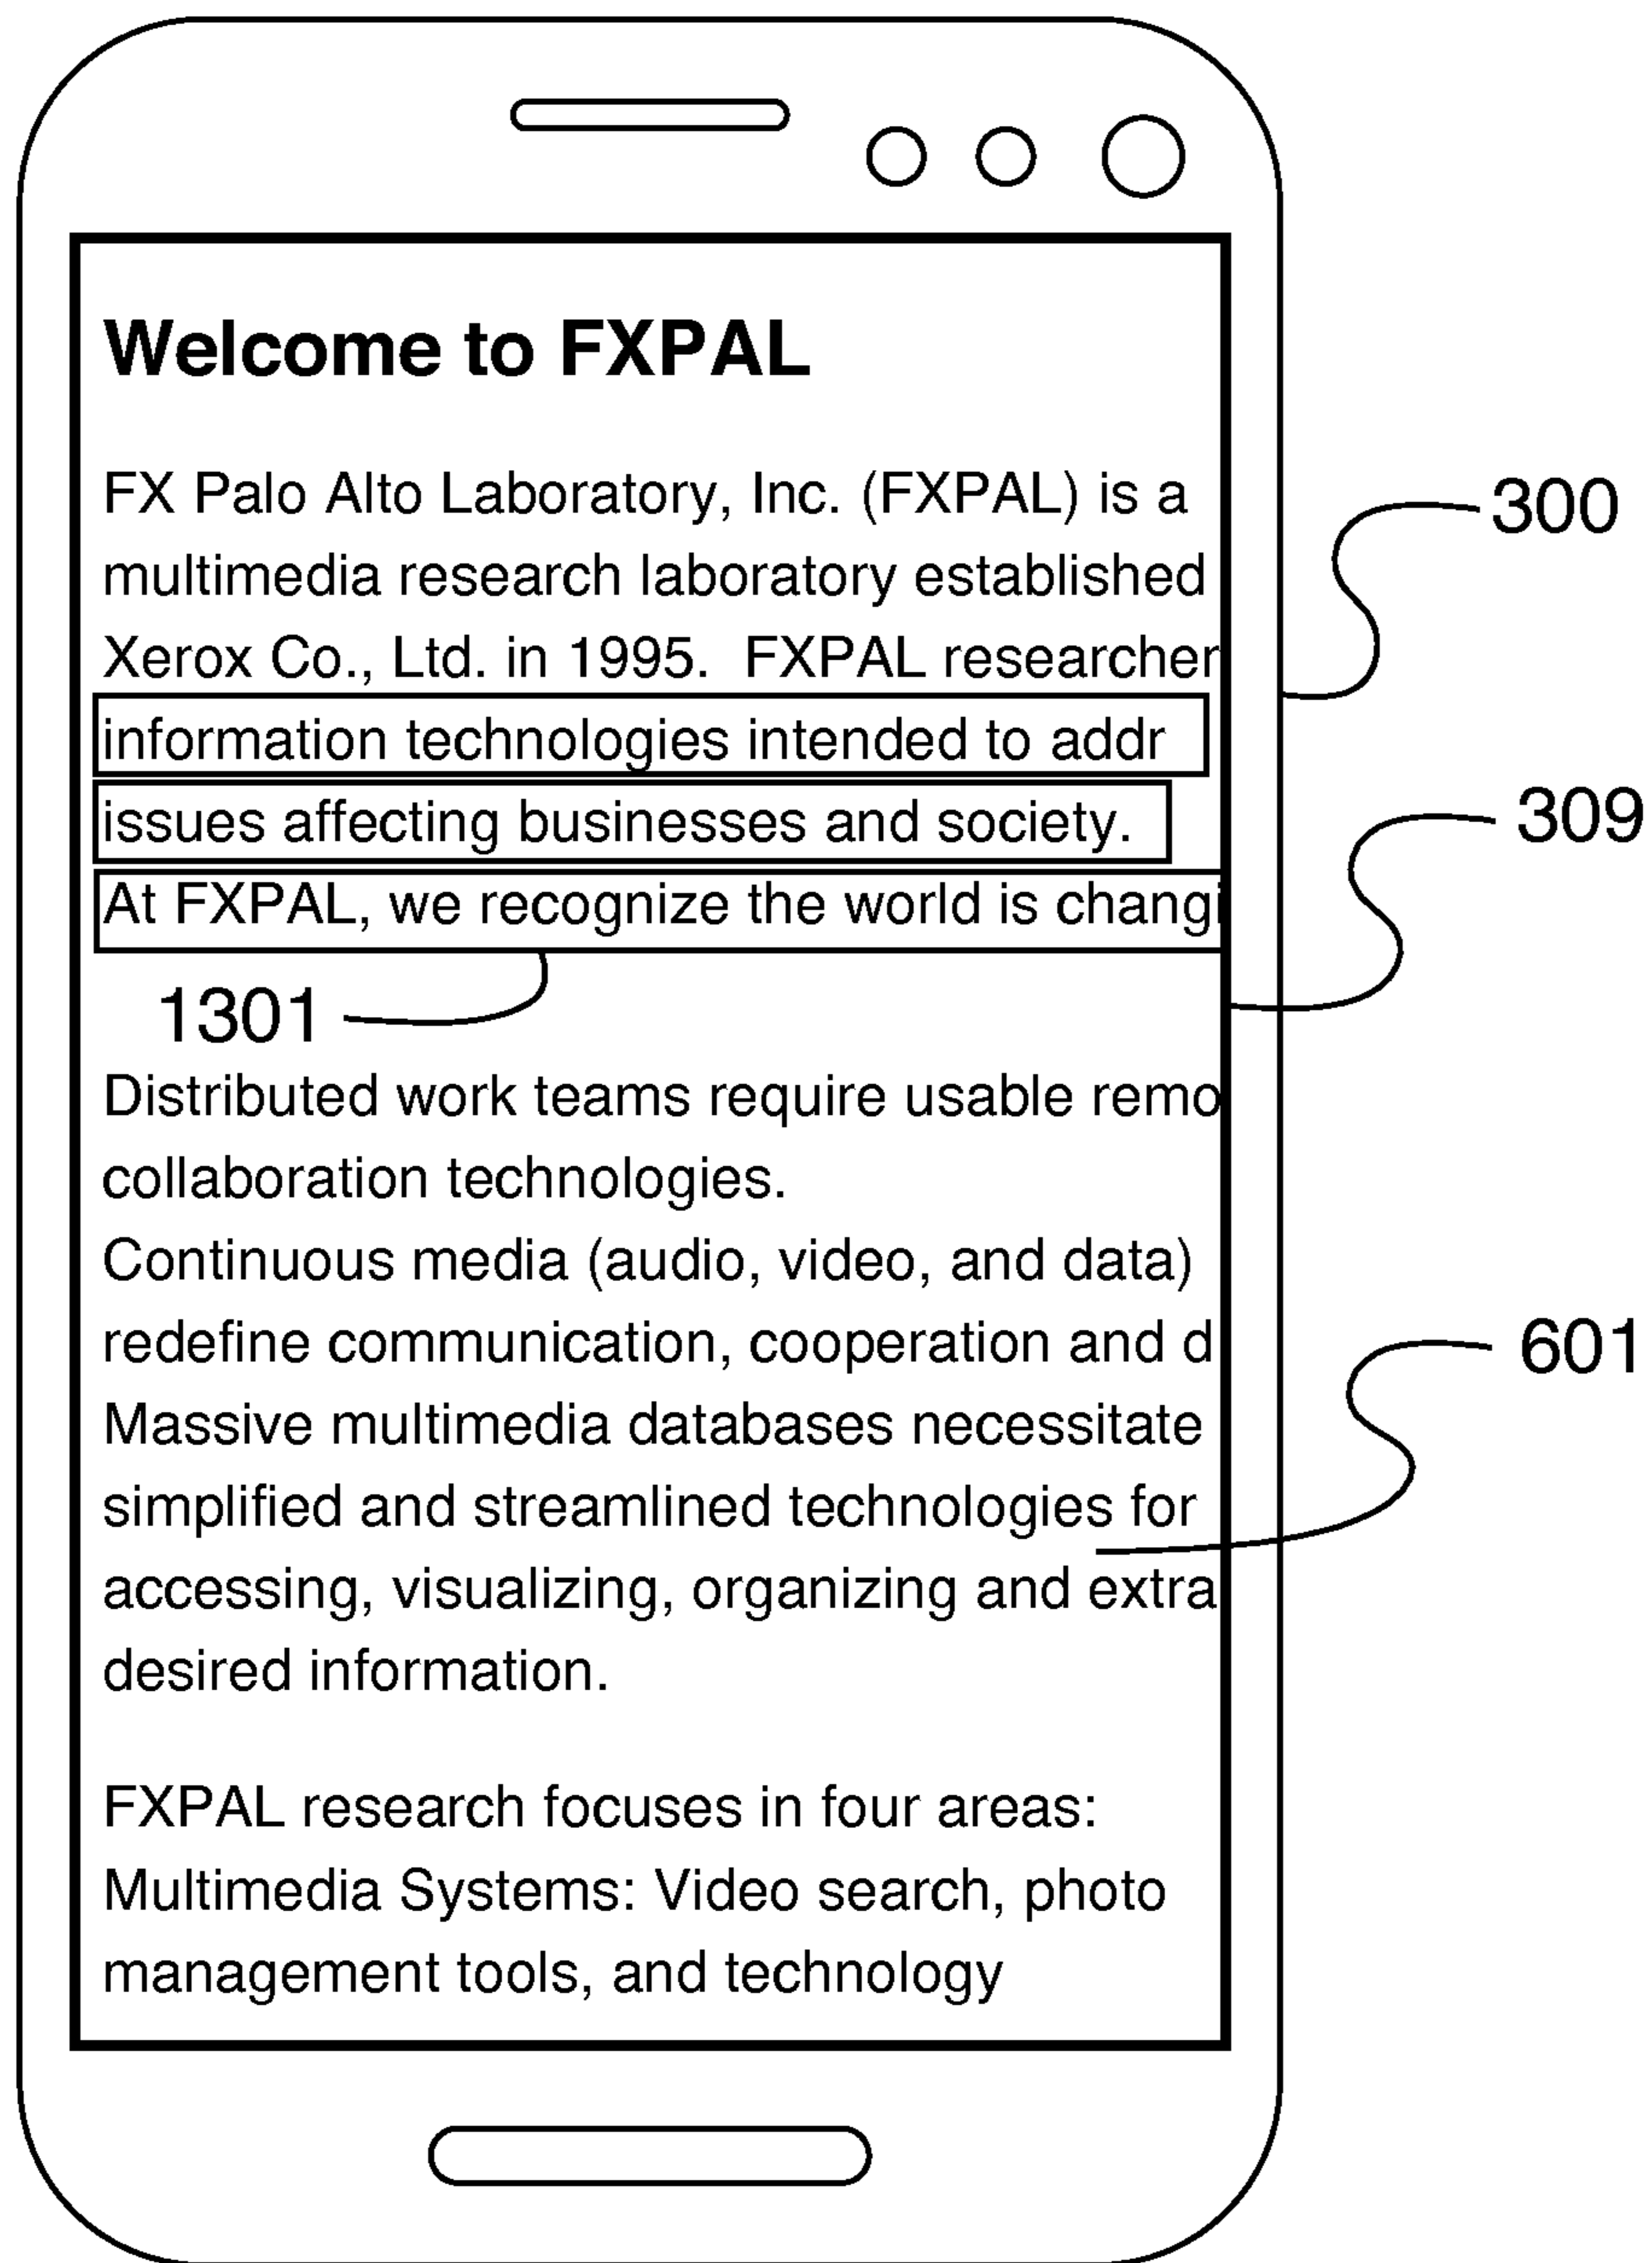 Welcome to FXPAL
FX Palo Alto Laboratory, Inc. (FXPAL) is a
multimedia research laboratory established
Xerox Co., Ltd. in 1995.  FXPAL researcher
300
information technologies intended to addr
issues affecting businesses and society.
309
At FXPAL, we recognize the world is changi
1301
Distributed work teams require usable remo
collaboration technologies.
Continuous media (audio, video, and data)
redefine communication, cooperation and d
601
Massive multimedia databases necessitate
simplified and streamlined technologies for
accessing, visualizing, organizing and extra
desired information.
FXPAL research focuses in four areas:
Multimedia Systems: Video search, photo
management tools, and technology